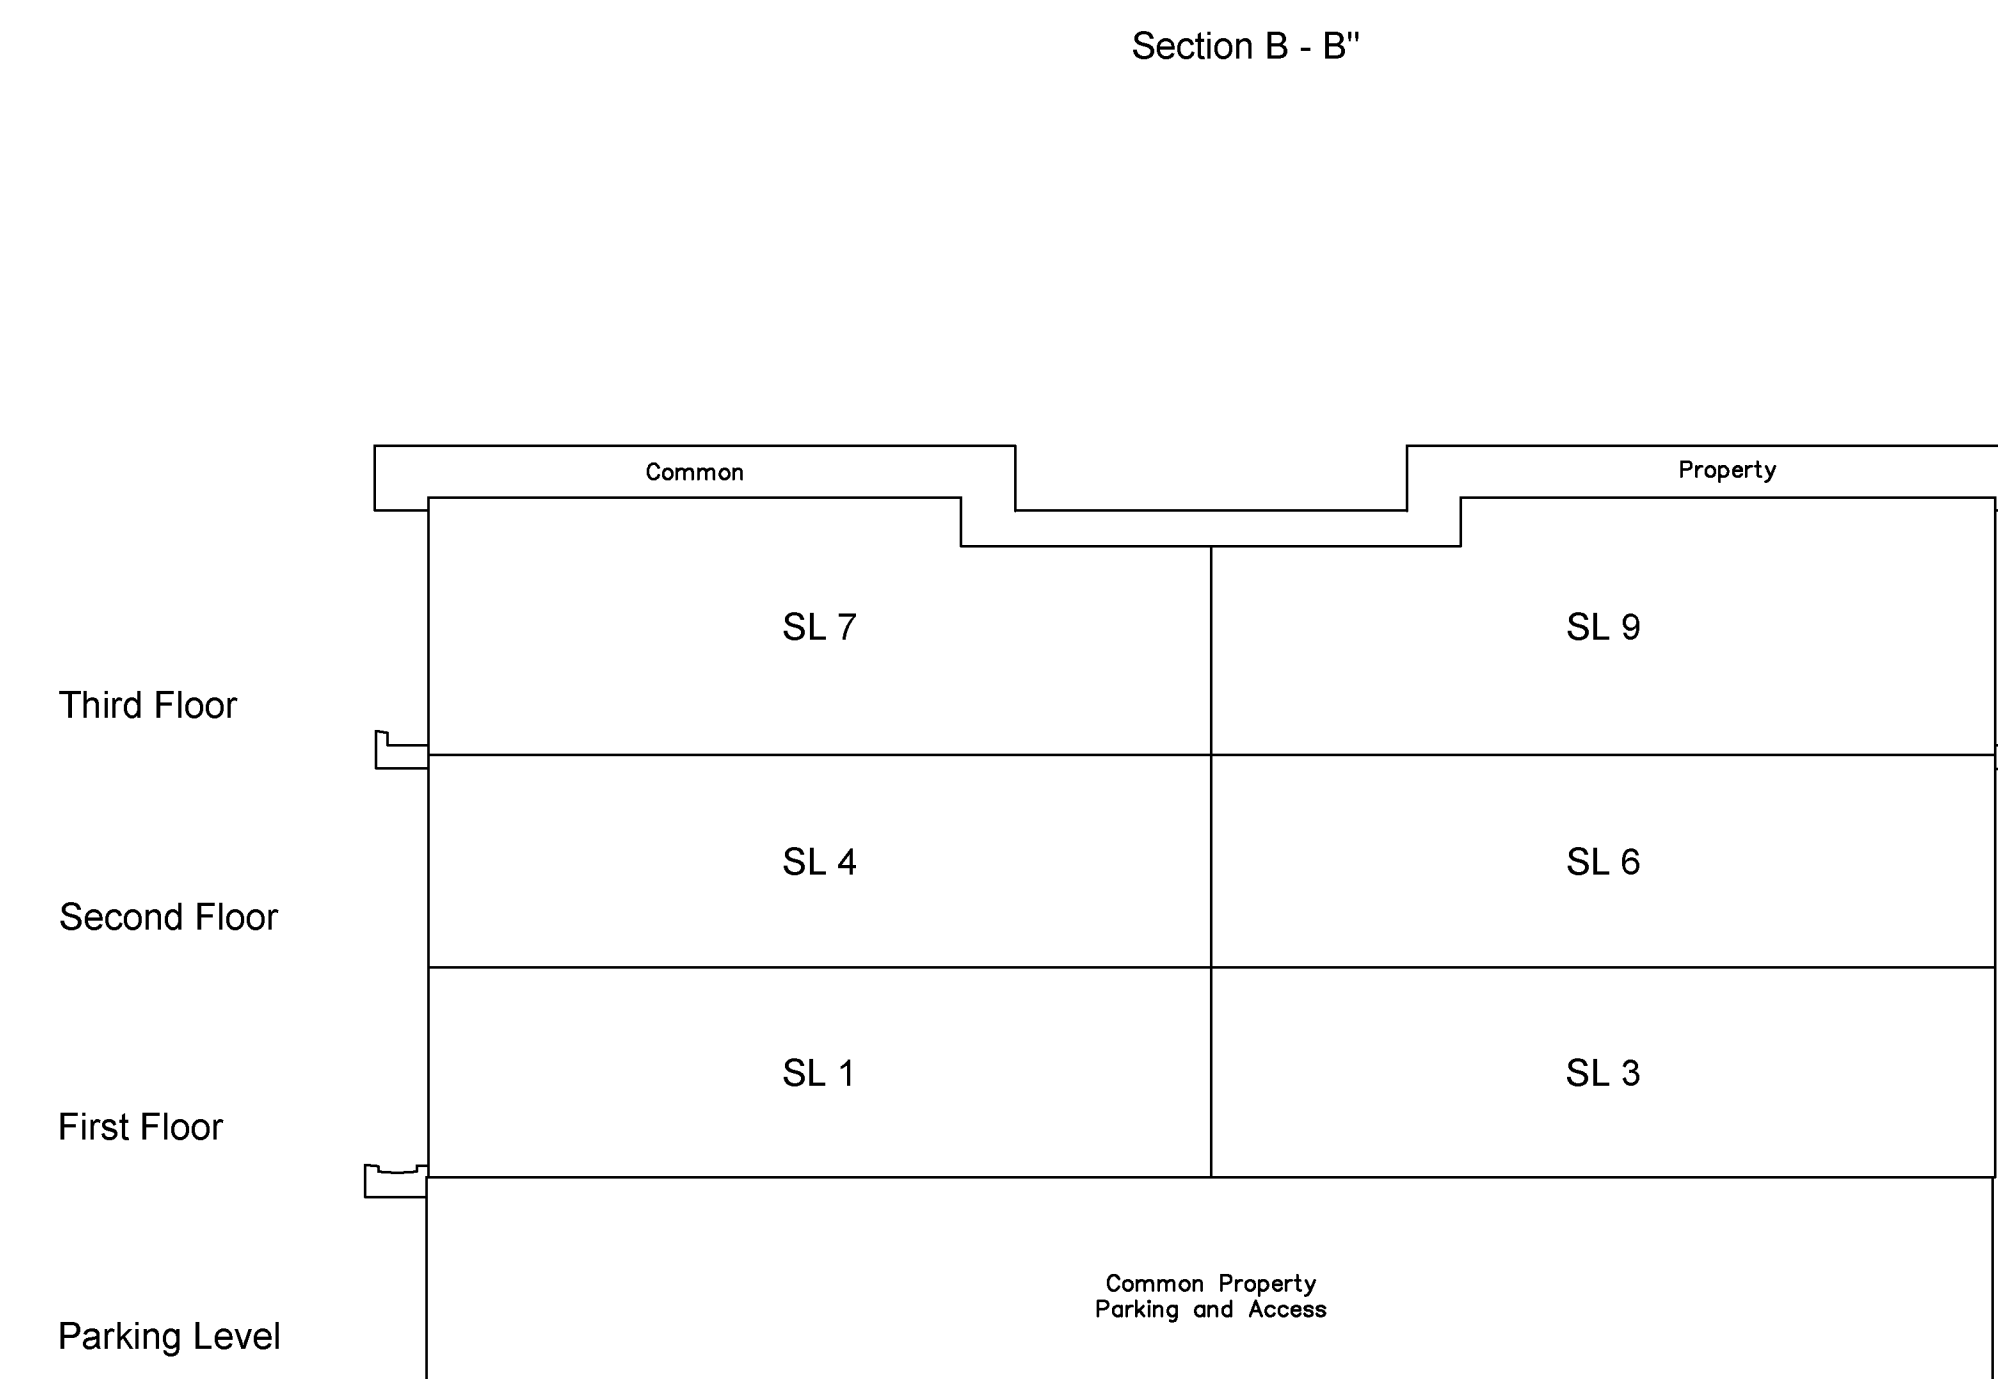 Section B - B"
Common
Property
SL 7
SL 9
Third Floor
SL 4
SL 6
Second Floor
SL 1
SL 3
First Floor
Common Property
Parking and Access
Parking Level